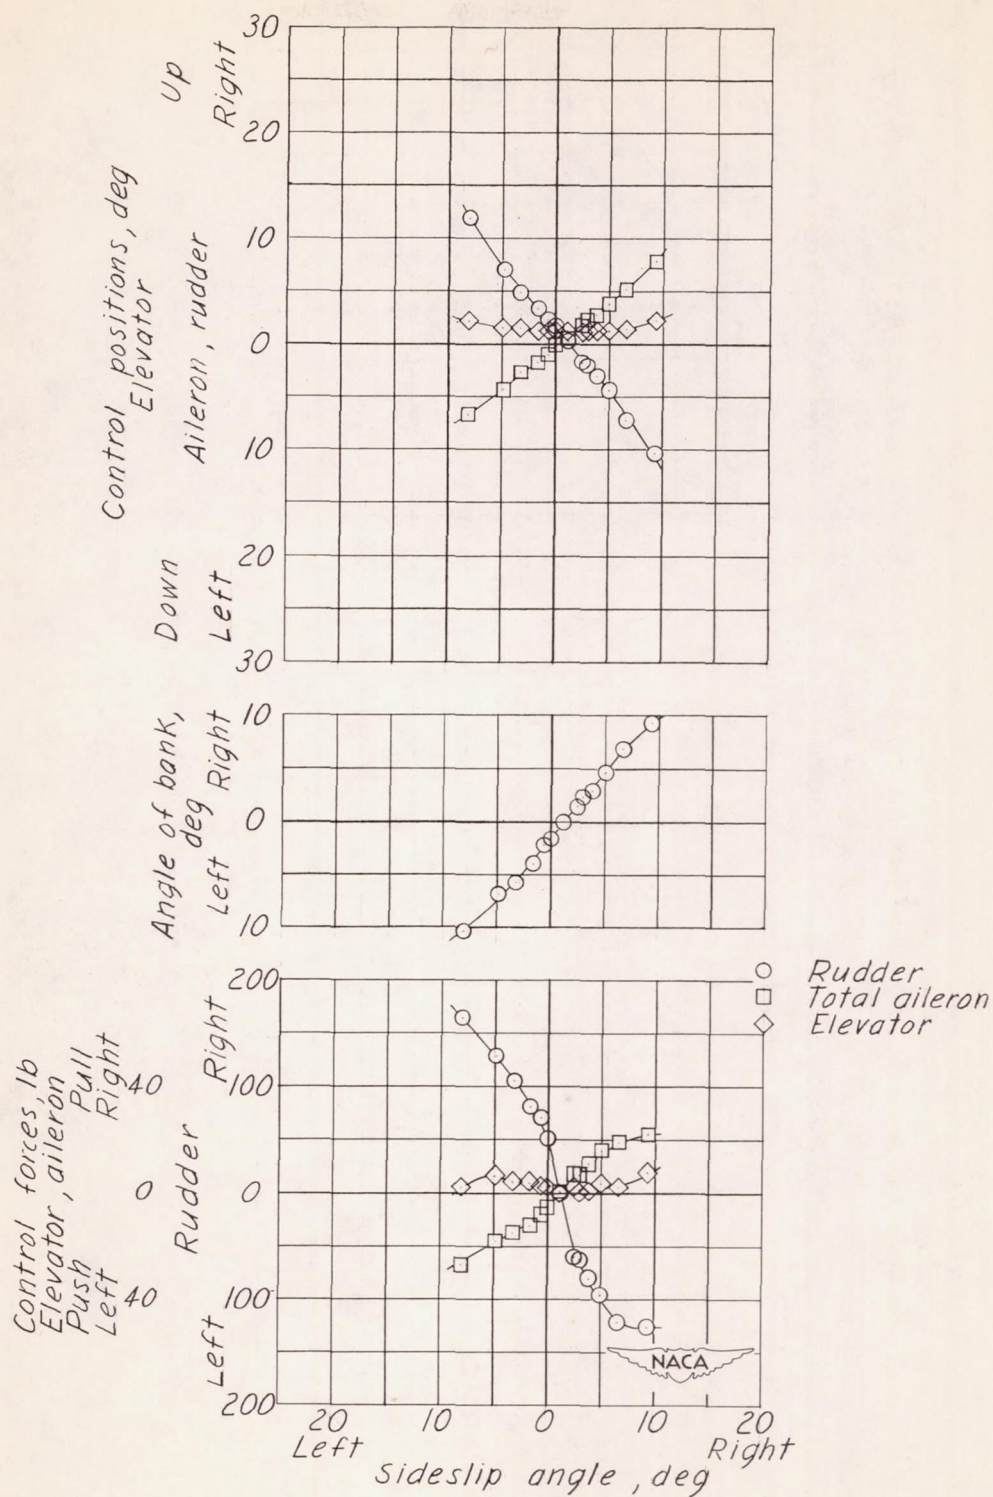 Control positions, deg
Elevator
Down Up
Aileron, rudder
Left Right
30
20
10
0
10
20
30
Angle of bank,
deg
Left Right
10
0
10
Control forces, lb
Elevator, aileron
Push Pull
Left Right
40
0
40
Rudder
Left Right
200
100
0
100
200
Rudder
Total aileron
Elevator
NACA
20 10 0 10 20
Left Right
Sideslip angle, deg